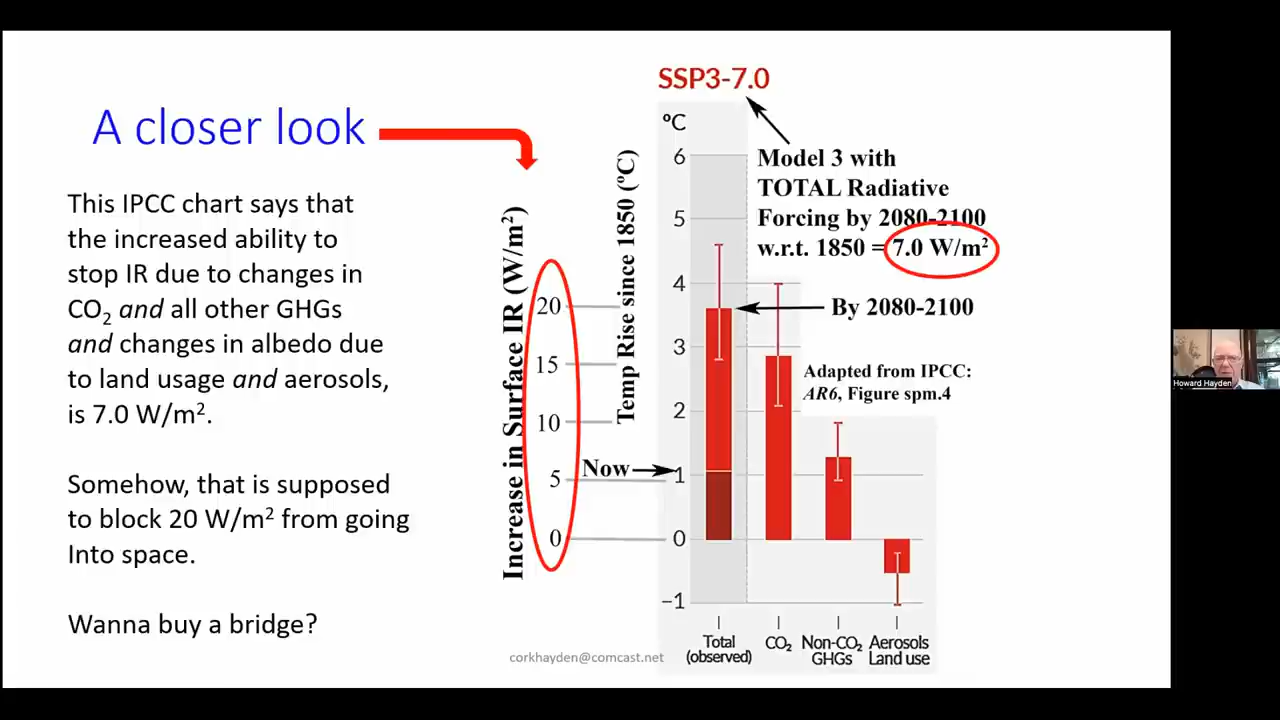 A closer look
This IPCC chart says that
the increased ability to
stop IR due to changes in
CO₂ and all other GHGs
and changes in albedo due
to land usage and aerosols,
is 7.0 W/m².
Somehow, that is supposed
to block 20 W/m² from going
Into space.
Wanna buy a bridge?
SSP3-7.0
Model 3 with
TOTAL Radiative
Forcing by 2080-2100
w.r.t. 1850 = 7.0 W/m²
By 2080-2100
Adapted from IPCC:
AR6, Figure spm.4
Increase in Surface IR (W/m²)
20
15
10
5
0
Temp Rise since 1850 (ºC)
Now
ºC
6
5
4
3
2
1
0
−1
Total
(observed)
CO₂
Non-CO₂
GHGs
Aerosols
Land use
corkhayden@comcast.net
Howard Hayden